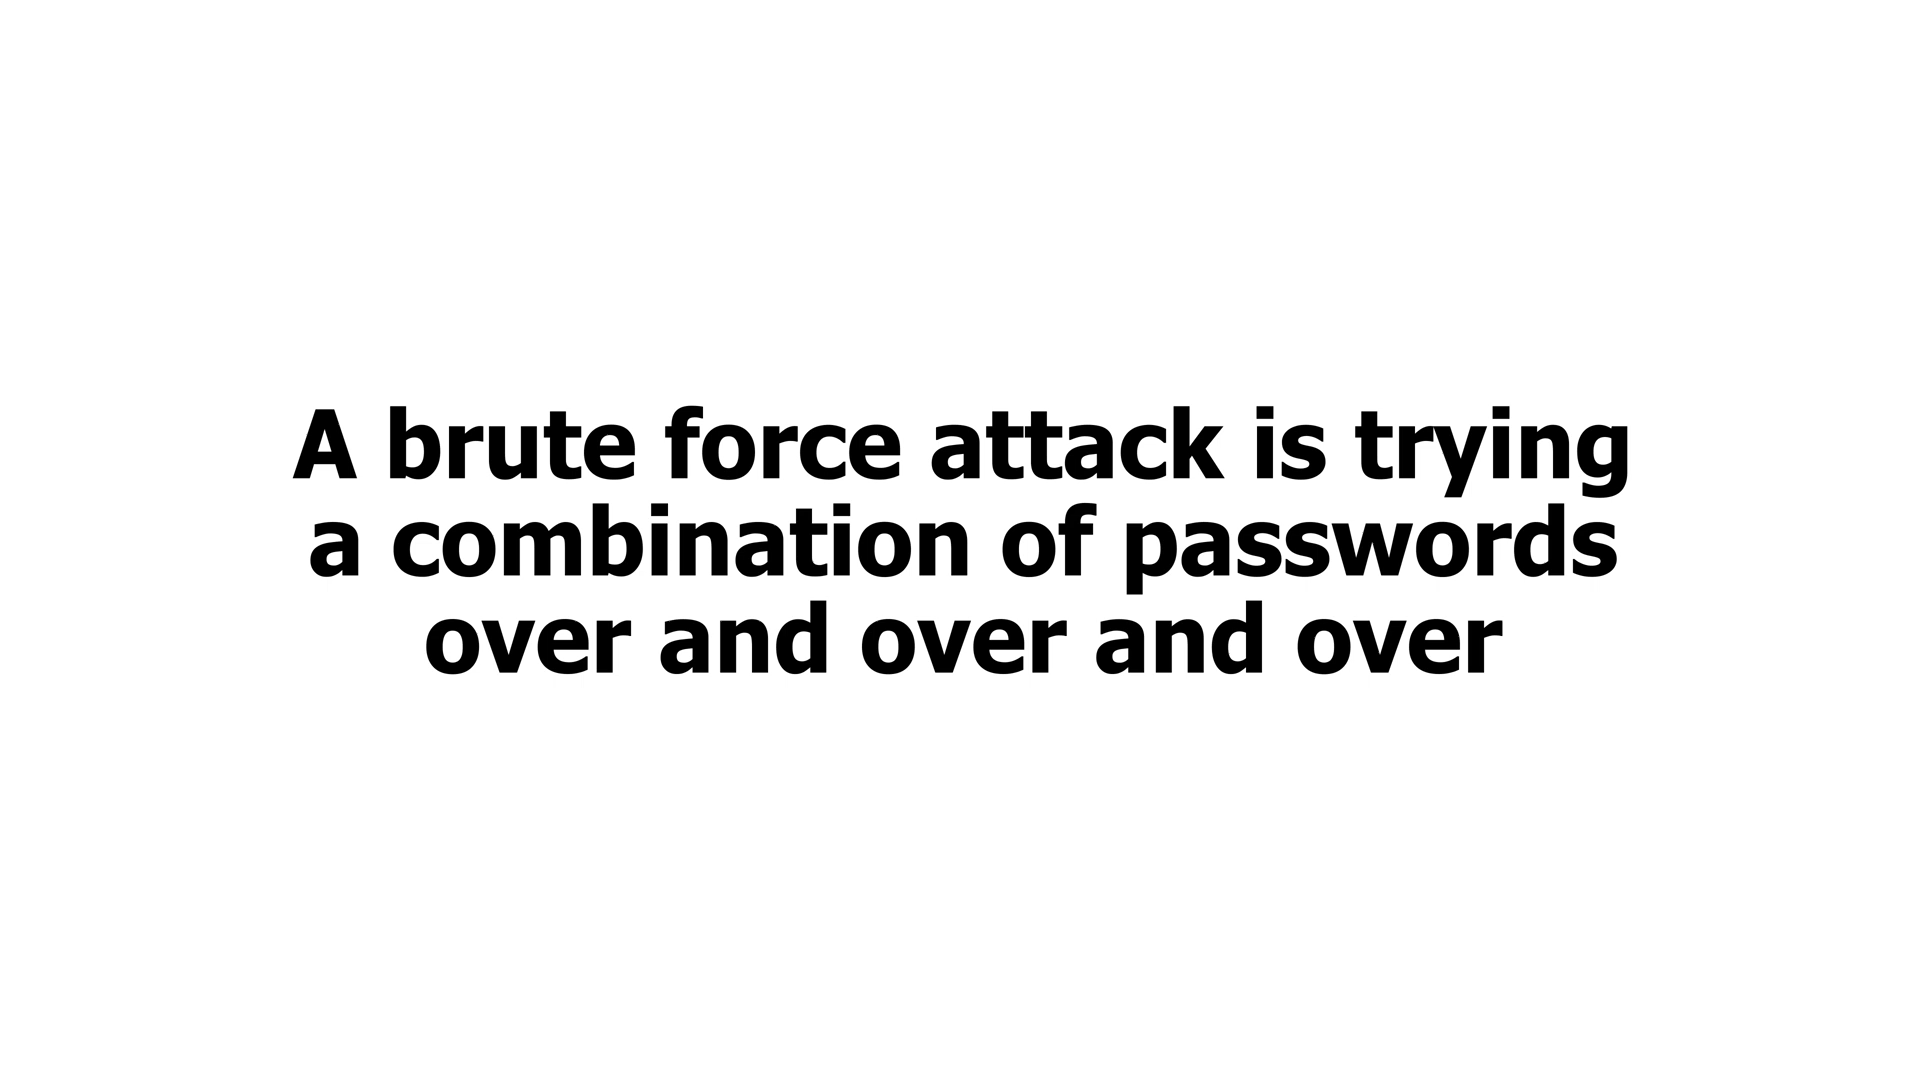 A brute force attack is trying
a combination of passwords
over and over and over